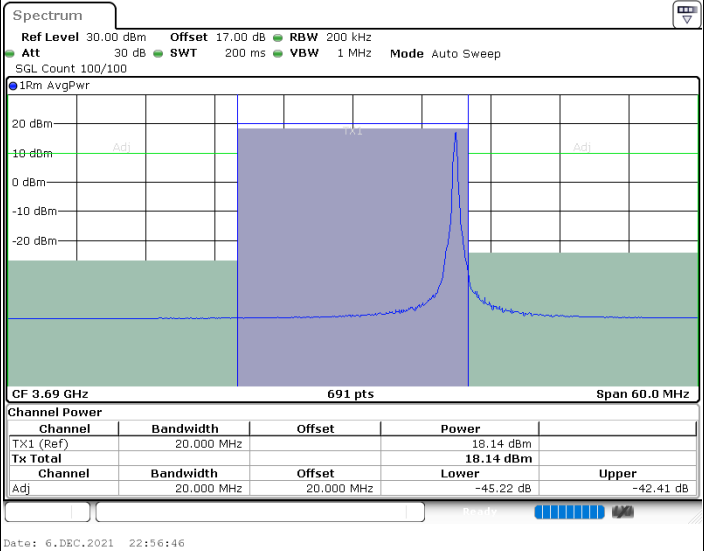 Spectrum
Ref Level 30.00 dBm Offset 17.00 dB RBW 200 kHz
Att 30 dB SWT 200 ms VBW 1 MHz Mode Auto Sweep
SGL Count 100/100
1Rm AvgPwr
20 dBm
TX1
10 dBm
Adj
Adj
0 dBm
-10 dBm
-20 dBm
CF 3.69 GHz 691 pts Span 60.0 MHz
Channel Power
Channel Bandwidth Offset Power
TX1 (Ref) 20.000 MHz 18.14 dBm
Tx Total 18.14 dBm
Channel Bandwidth Offset Lower Upper
Adj 20.000 MHz 20.000 MHz -45.22 dB -42.41 dB
Ready
Date: 6.DEC.2021 22:56:46